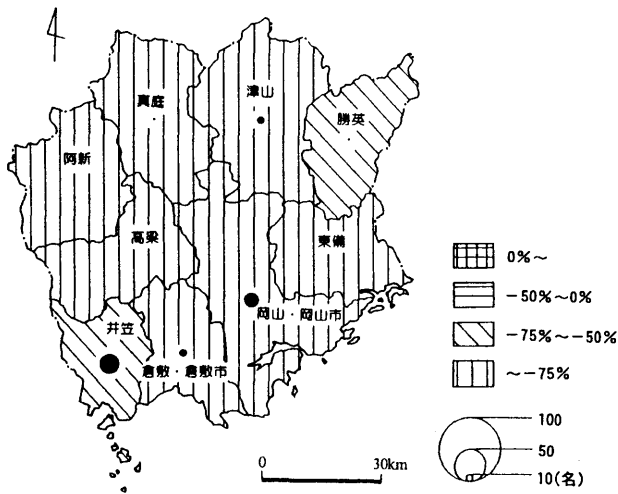 真庭
津山
勝英
阿新
高梁
東備
岡山・岡山市
井笠
倉敷・倉敷市
0%～
-50%～0%
-75%～-50%
～-75%
100
50
10(名)
0 30km